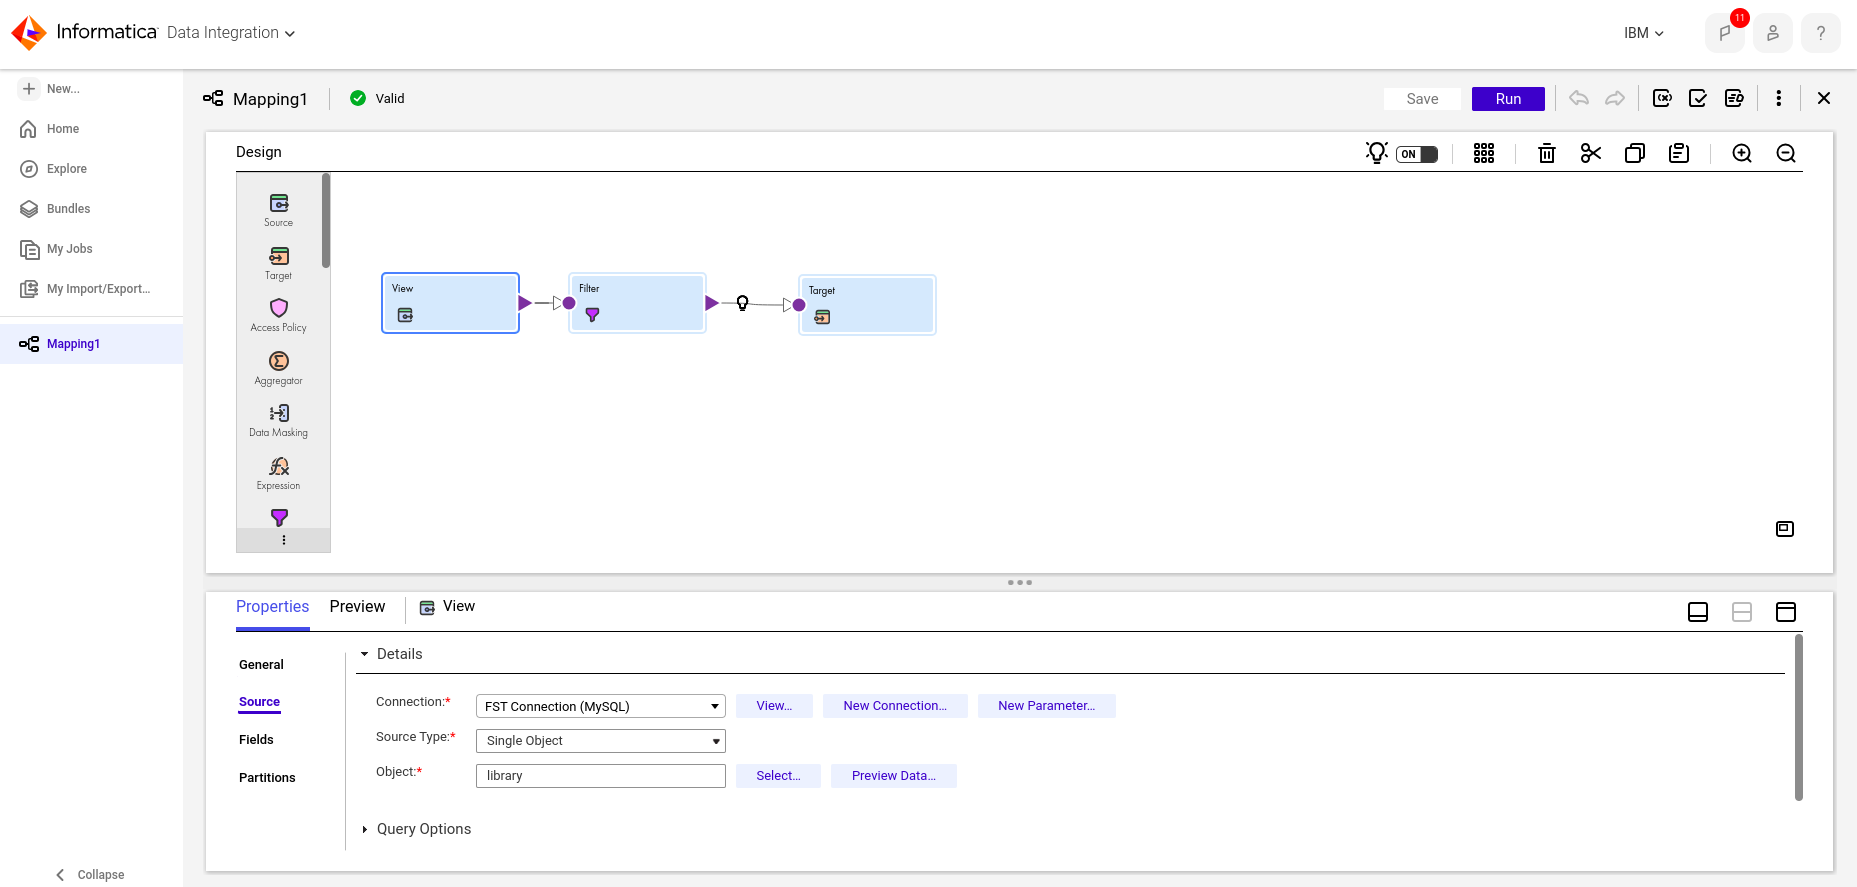 Informatica Data Integration
IBM
11
?
New...
Home
Explore
Bundles
My Jobs
My Import/Export...
Mapping1
Collapse
Mapping1
Valid
Save
Run
Design
ON
Source
Target
Access Policy
Aggregator
Data Masking
Expression
View
Filter
Target
Properties
Preview
View
General
Source
Fields
Partitions
Details
Connection:*
FST Connection (MySQL)
View...
New Connection...
New Parameter...
Source Type:*
Single Object
Object:*
library
Select...
Preview Data...
Query Options